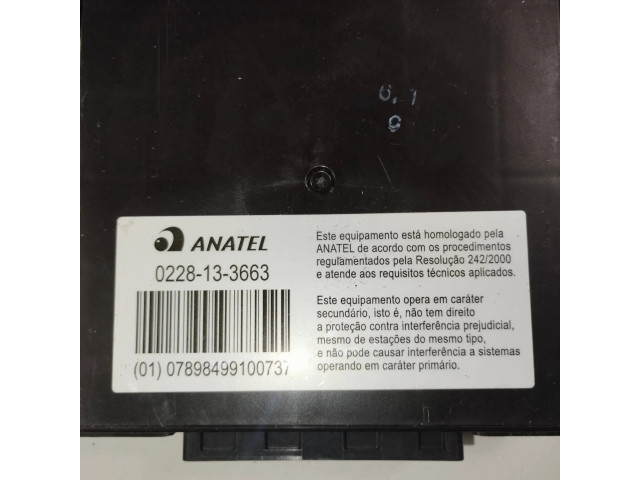 ANATEL
0228-13-3663
(01) 07898499100737
Este equipamento está homologado pela
ANATEL de acordo com os procedimentos
regulamentados pela Resolução 242/2000
e atende aos requisitos técnicos aplicados.
Este equipamento opera em caráter
secundário, isto é, não tem direito
a proteção contra interferência prejudicial,
mesmo de estações do mesmo tipo,
e não pode causar interferência a sistemas
operando em caráter primário.